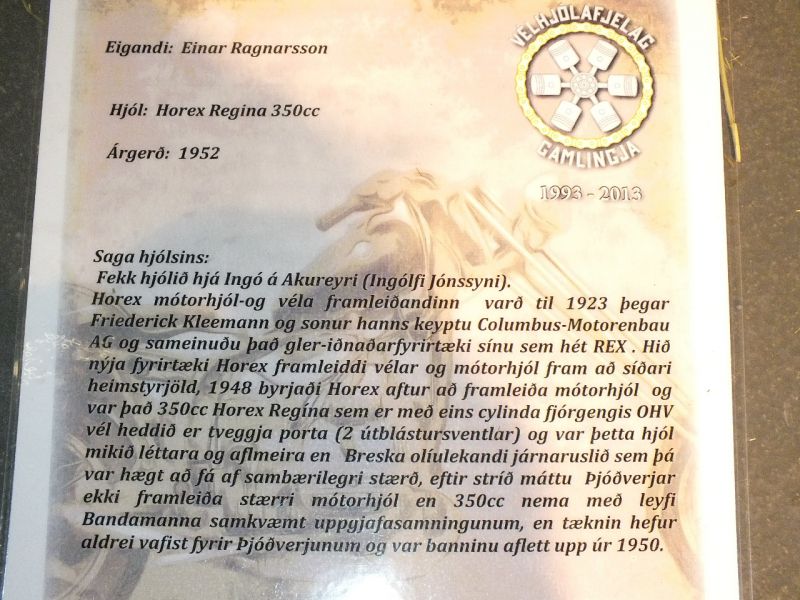 Eigandi: Einar Ragnarsson
VÉLHJÓLAFJELAG
GAMLINGJA
1993 - 2013
Hjól: Horex Regina 350cc
Árgerð: 1952
Saga hjólsins:
Fekk hjólið hjá Ingó á Akureyri (Ingólfi Jónssyni).
Horex mótorhjól-og véla framleiðandinn varð til 1923 þegar
Friederick Kleemann og sonur hanns keyptu Columbus-Motorenbau
AG og sameinuðu það gler-iðnaðarfyrirtæki sínu sem hét REX . Hið
nýja fyrirtæki Horex framleiddi vélar og mótorhjól fram að síðari
heimstyrjöld, 1948 byrjaði Horex aftur að framleiða mótorhjól og
var það 350cc Horex Regína sem er með eins cylinda fjórgengis OHV
vél heddið er tveggja porta (2 útblástursventlar) og var þetta hjól
mikið léttara og aflmeira en Breska olíulekandi járnaruslið sem þá
var hægt að fá af sambærilegri stærð, eftir stríð máttu Þjóðverjar
ekki framleiða stærri mótorhjól en 350cc nema með leyfi
Bandamanna samkvæmt uppgjafasamningunum, en tæknin hefur
aldrei vafist fyrir Þjóðverjunum og var banninu aflett upp úr 1950.